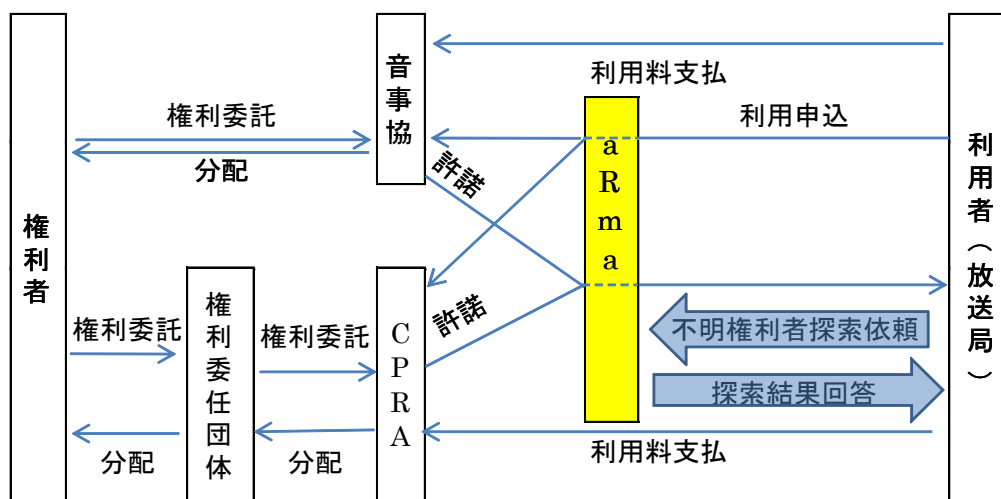 権利者
音事協
利用料支払
権利委託
分配
許諾
aRma
利用申込
利用者（放送局）
権利委託
権利委任団体
権利委託
CPRA
許諾
不明権利者探索依頼
探索結果回答
分配
分配
利用料支払